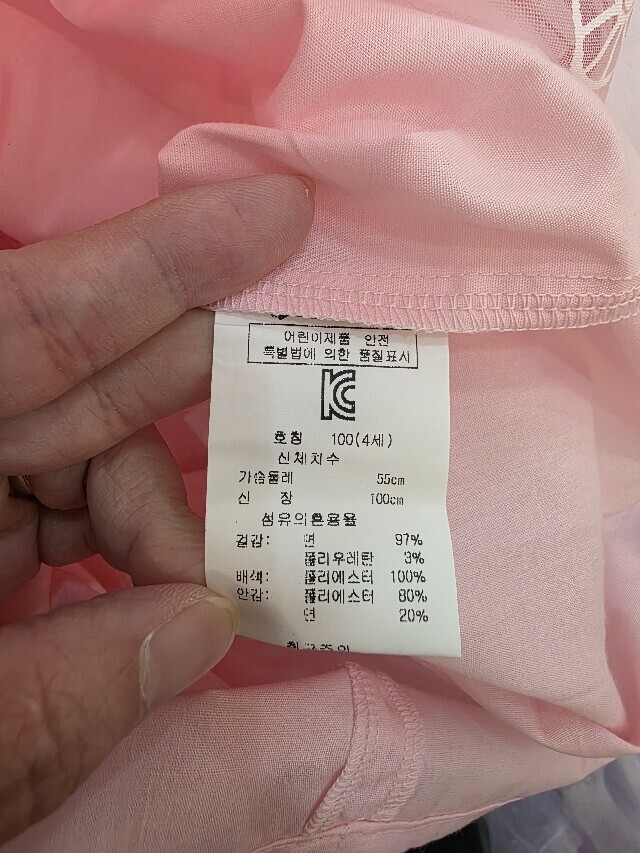 어린이제품 안전
특별법에 의한 품질표시
KC
호칭 100(4세)
신체치수
가슴둘레 55cm
신 장 100cm
섬유의혼용율
겉감: 면 97%
폴리우레탄 3%
배색: 폴리에스터 100%
안감: 폴리에스터 80%
면 20%